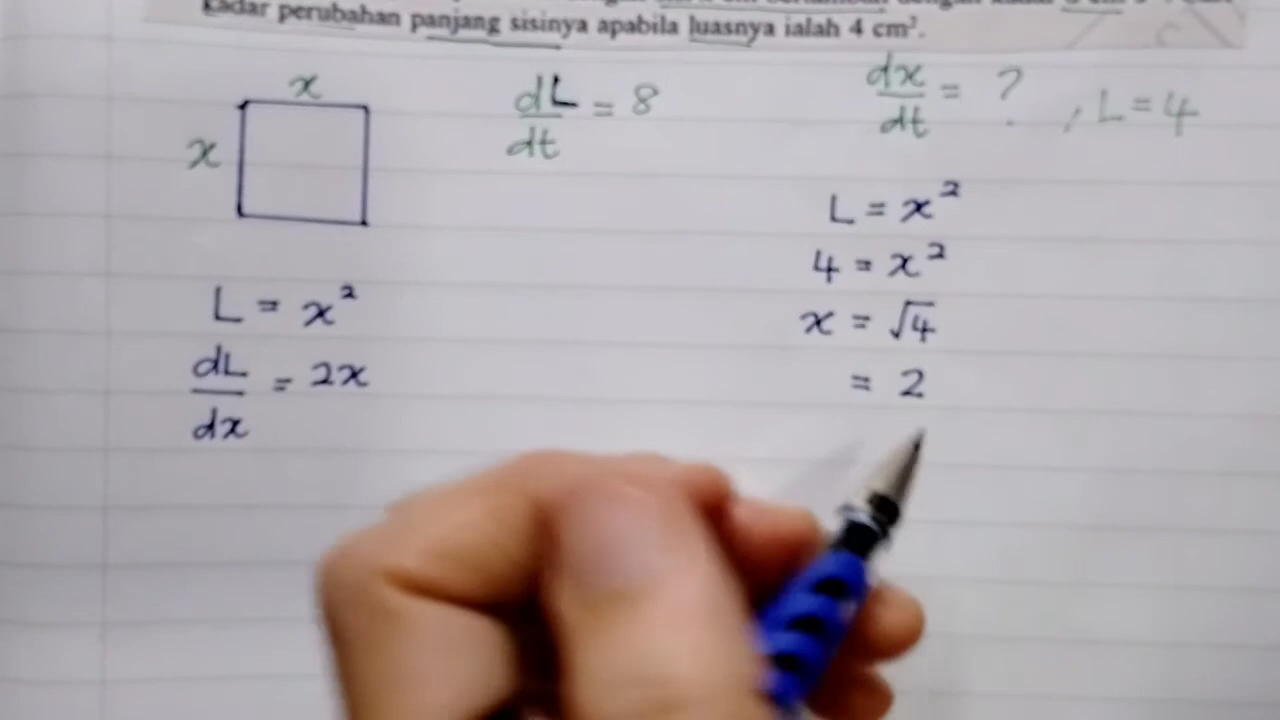 kadar perubahan panjang sisinya apabila luasnya ialah 4 cm².
x
x
dL/dt = 8
dx/dt = ? , L = 4
L = x²
4 = x²
x = √4
= 2
L = x²
dL/dx = 2x